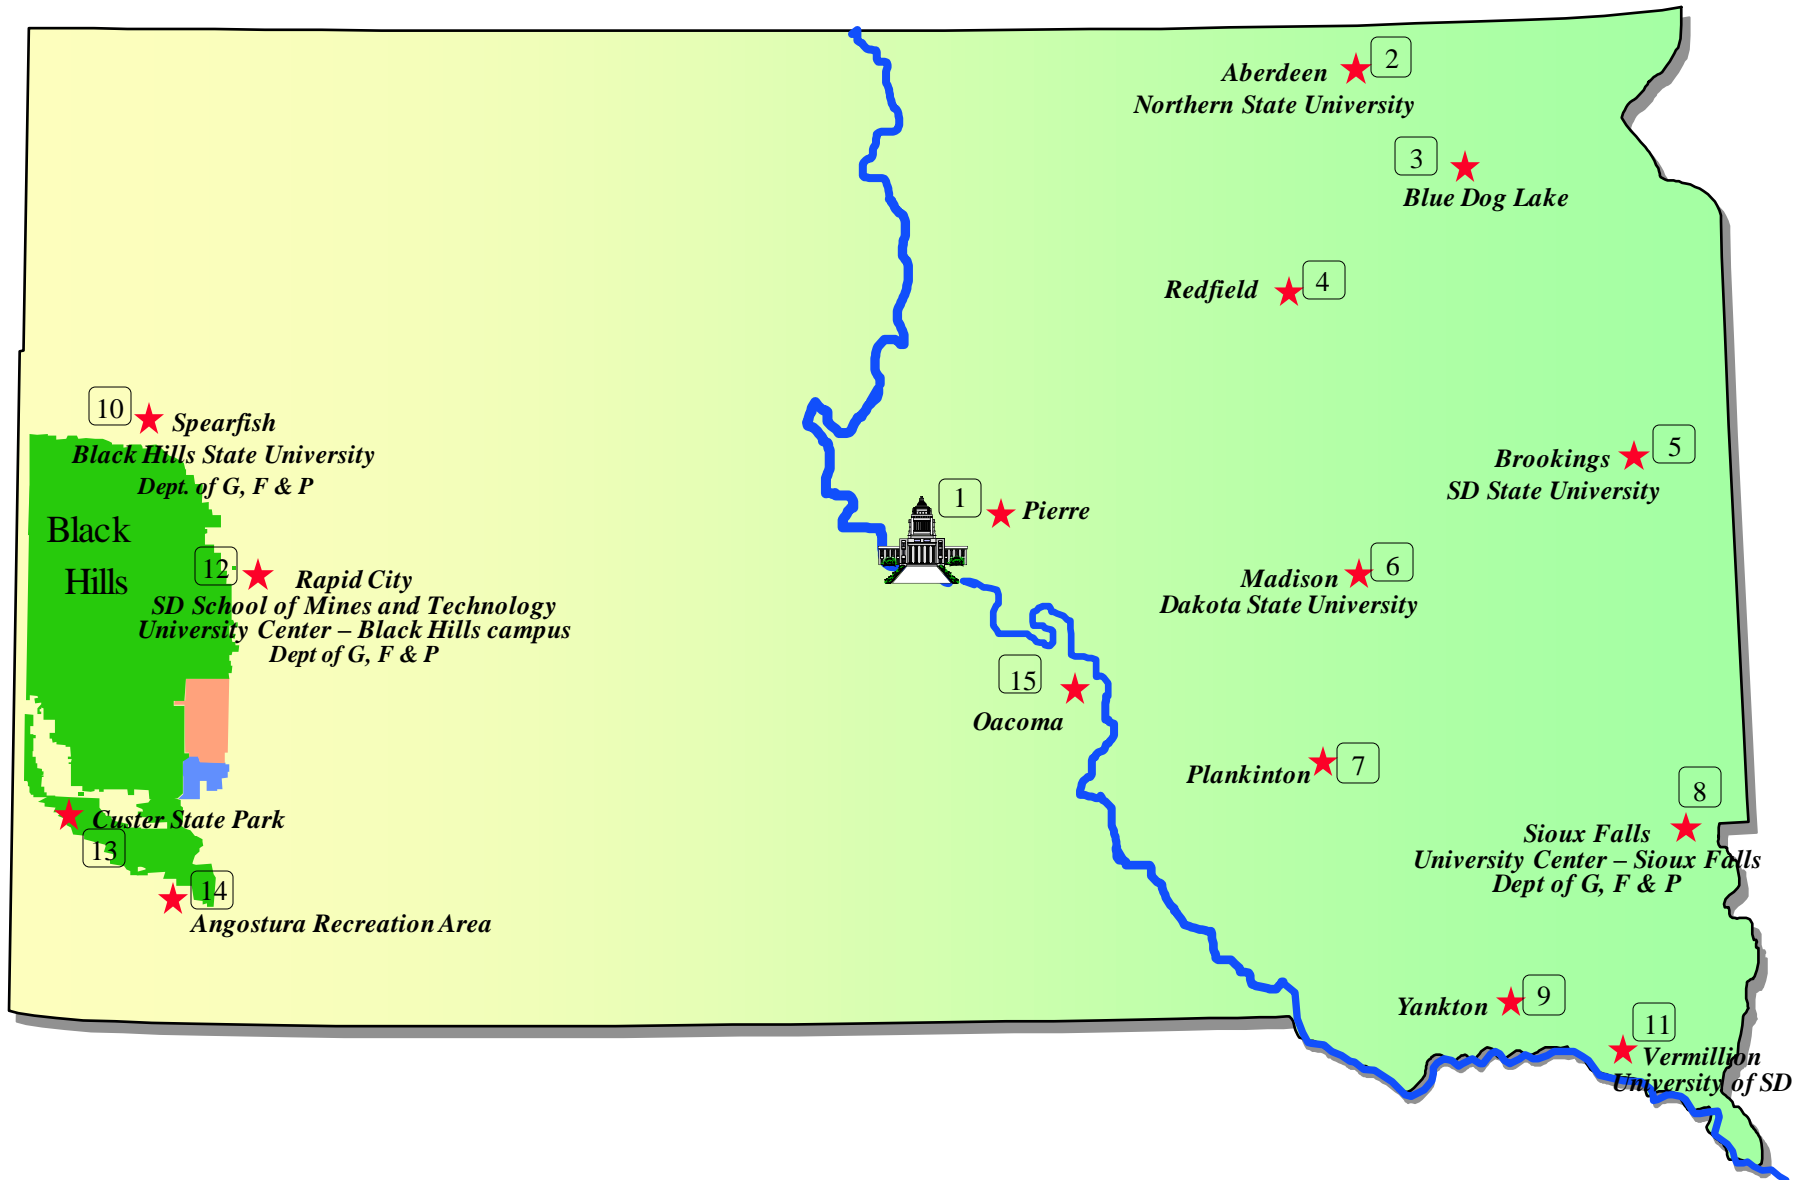 2
Aberdeen
Northern State University
3
Blue Dog Lake
4
Redfield
10
Spearfish
Black Hills State University
Dept. of G, F & P
5
Brookings
SD State University
1
Pierre
Black
Hills
12
Rapid City
SD School of Mines and Technology
University Center – Black Hills campus
Dept of G, F & P
6
Madison
Dakota State University
15
Oacoma
7
Plankinton
8
Sioux Falls
University Center – Sioux Falls
Dept of G, F & P
Custer State Park
13
14
Angostura Recreation Area
9
Yankton
11
Vermillion
University of SD